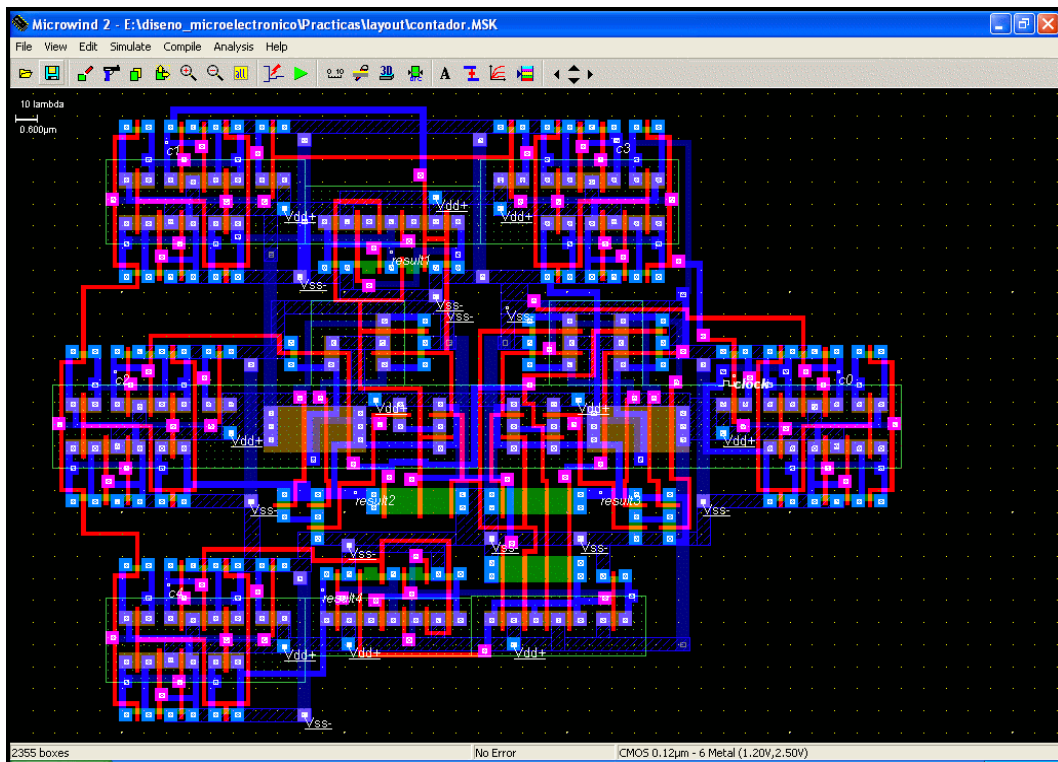 Microwind 2 - E:\diseno_microelectronico\Practicas\layout\contador.MSK
File View Edit Simulate Compile Analysis Help
10 lambda
0.600µm
c1
c3
Vdd+
Vdd+
Vdd+
result1
Vss-
Vss-
Vss-
Vss-
c2
clock
c0
Vdd+
Vdd+
Vdd+
Vdd+
result2
result3
Vss-
Vss-
Vss-
Vss-
Vss-
c4
result4
Vdd+
Vdd+
Vdd+
Vss-
2355 boxes No Error CMOS 0.12µm - 6 Metal (1.20V,2.50V)